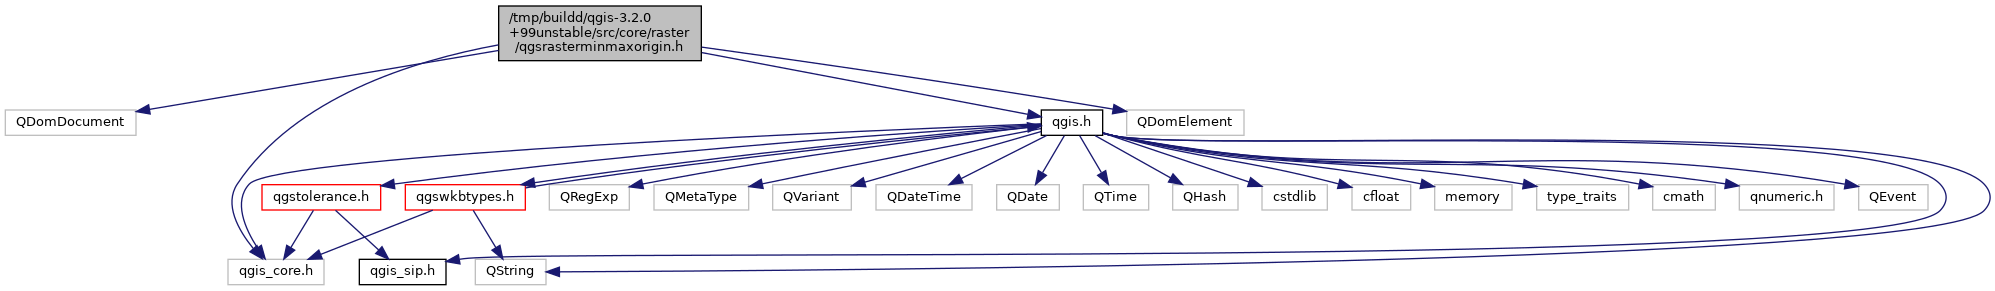 /tmp/buildd/qgis-3.2.0
+99unstable/src/core/raster
/qgsrasterminmaxorigin.h
QDomDocument
qgis.h
QDomElement
qgstolerance.h
qgswkbtypes.h
QRegExp
QMetaType
QVariant
QDateTime
QDate
QTime
QHash
cstdlib
cfloat
memory
type_traits
cmath
qnumeric.h
QEvent
qgis_core.h
qgis_sip.h
QString